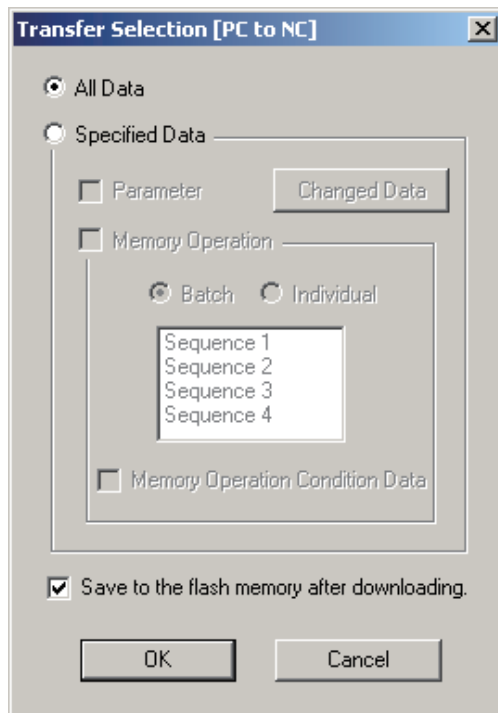 Transfer Selection [PC to NC]
All Data
Specified Data
Parameter
Changed Data
Memory Operation
Batch
Individual
Sequence 1
Sequence 2
Sequence 3
Sequence 4
Memory Operation Condition Data
Save to the flash memory after downloading.
OK
Cancel